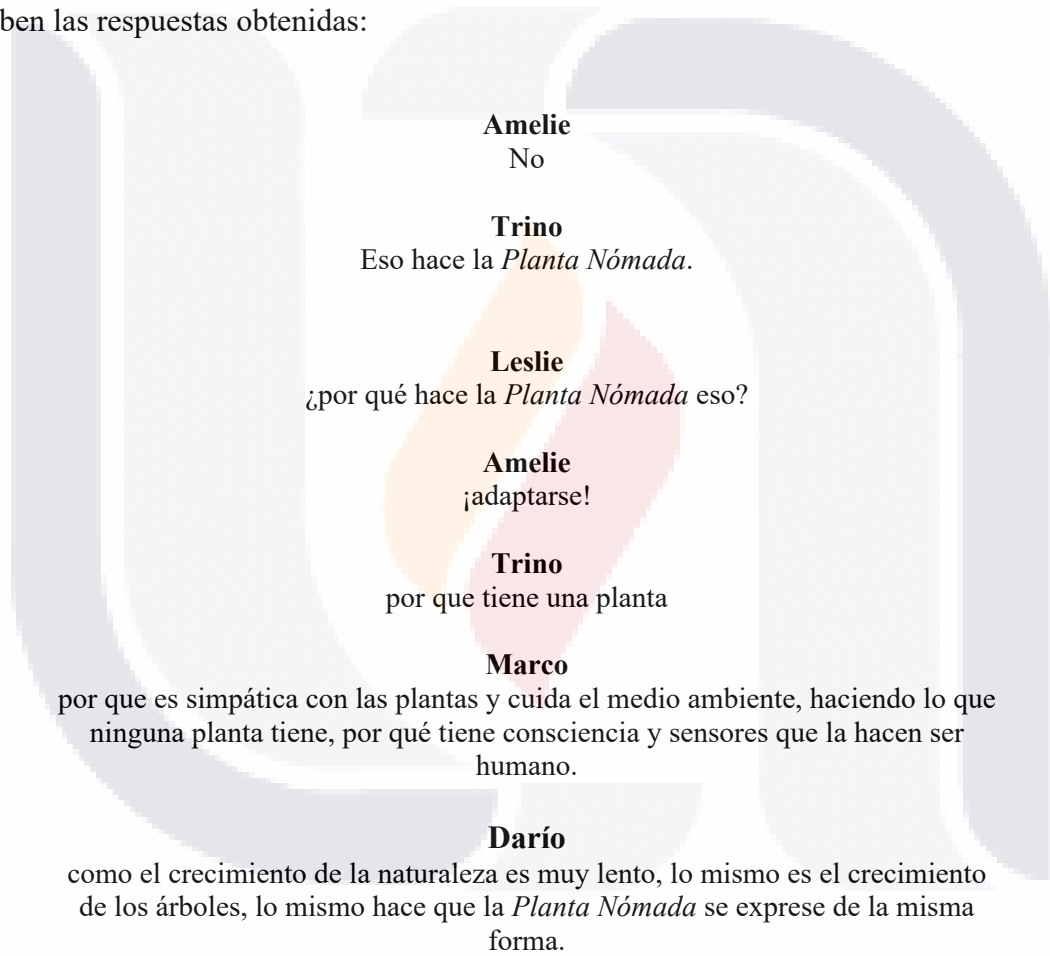 ben las respuestas obtenidas:
Amelie
No
Trino
Eso hace la Planta Nómada.
Leslie
¿por qué hace la Planta Nómada eso?
Amelie
¡adaptarse!
Trino
por que tiene una planta
Marco
por que es simpática con las plantas y cuida el medio ambiente, haciendo lo que
ninguna planta tiene, por qué tiene consciencia y sensores que la hacen ser
humano.
Darío
como el crecimiento de la naturaleza es muy lento, lo mismo es el crecimiento
de los árboles, lo mismo hace que la Planta Nómada se exprese de la misma
forma.